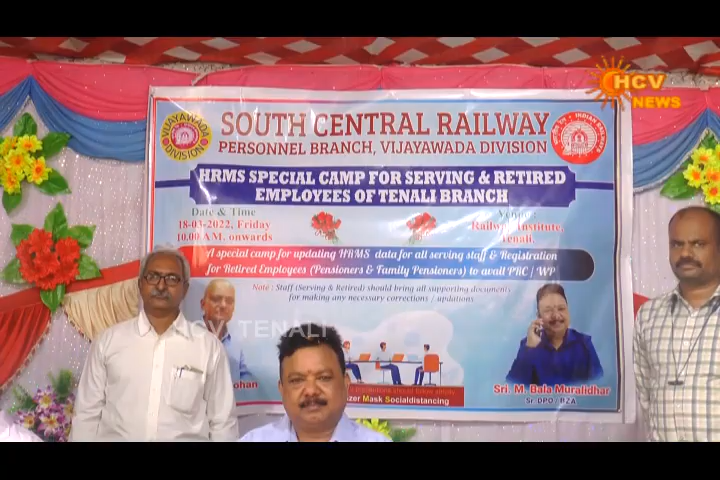 HCV
NEWS
VIJAYAWADA
DIVISION
SOUTH CENTRAL RAILWAY
PERSONNEL BRANCH, VIJAYAWADA DIVISION
HRMS SPECIAL CAMP FOR SERVING & RETIRED
EMPLOYEES OF TENALI BRANCH
Date & Time
18-03-2022, Friday
10.00 A.M. onwards
Venue :
Railway Institute,
Tenali.
A special camp for updating HRMS data for all serving staff & Registration
for Retired Employees (Pensioners & Family Pensioners) to avail PRC / WP
Note : Staff (Serving & Retired) should bring all supporting documents
for making any necessary corrections / updations
HCV TENALI
Sri. M. Bala Muralidhar
Sr. DPO / BZA
Mask Socialdistancing